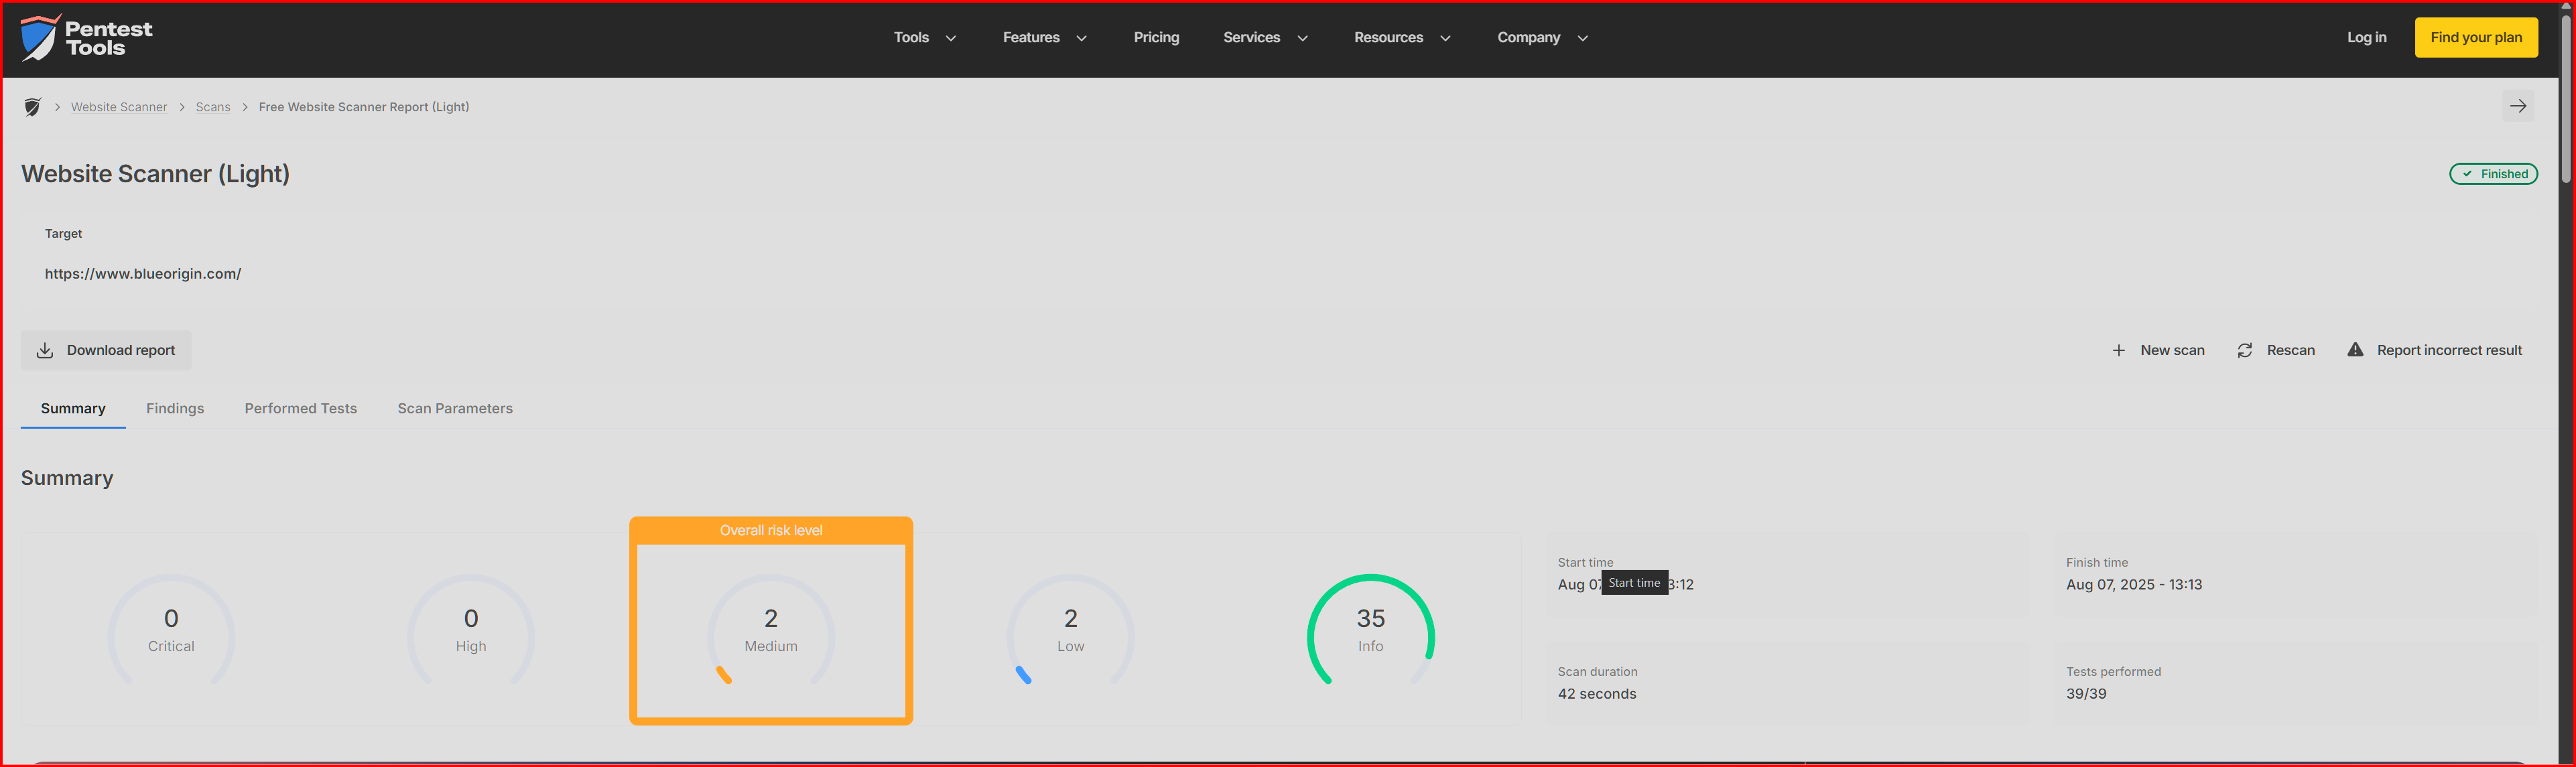 Pentest
Tools
Tools
Features
Pricing
Services
Resources
Company
Log in
Find your plan
Website Scanner
Scans
Free Website Scanner Report (Light)
Website Scanner (Light)
Finished
Target
https://www.blueorigin.com/
Download report
New scan
Rescan
Report incorrect result
Summary
Findings
Performed Tests
Scan Parameters
Summary
Overall risk level
0
Critical
0
High
2
Medium
2
Low
35
Info
Start time
Aug 07
Start time
3:12
Finish time
Aug 07, 2025 - 13:13
Scan duration
42 seconds
Tests performed
39/39